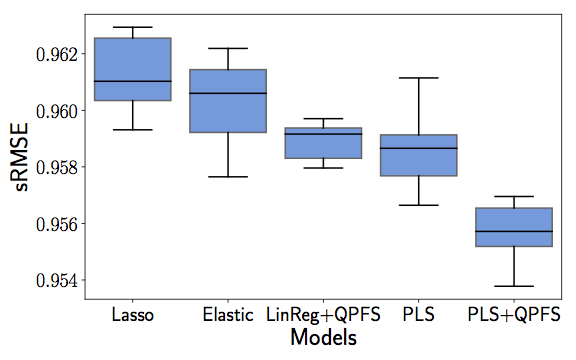 0.962
0.960
0.958
0.956
0.954
sRMSE
Lasso Elastic LinReg+QPFS PLS PLS+QPFS
Models